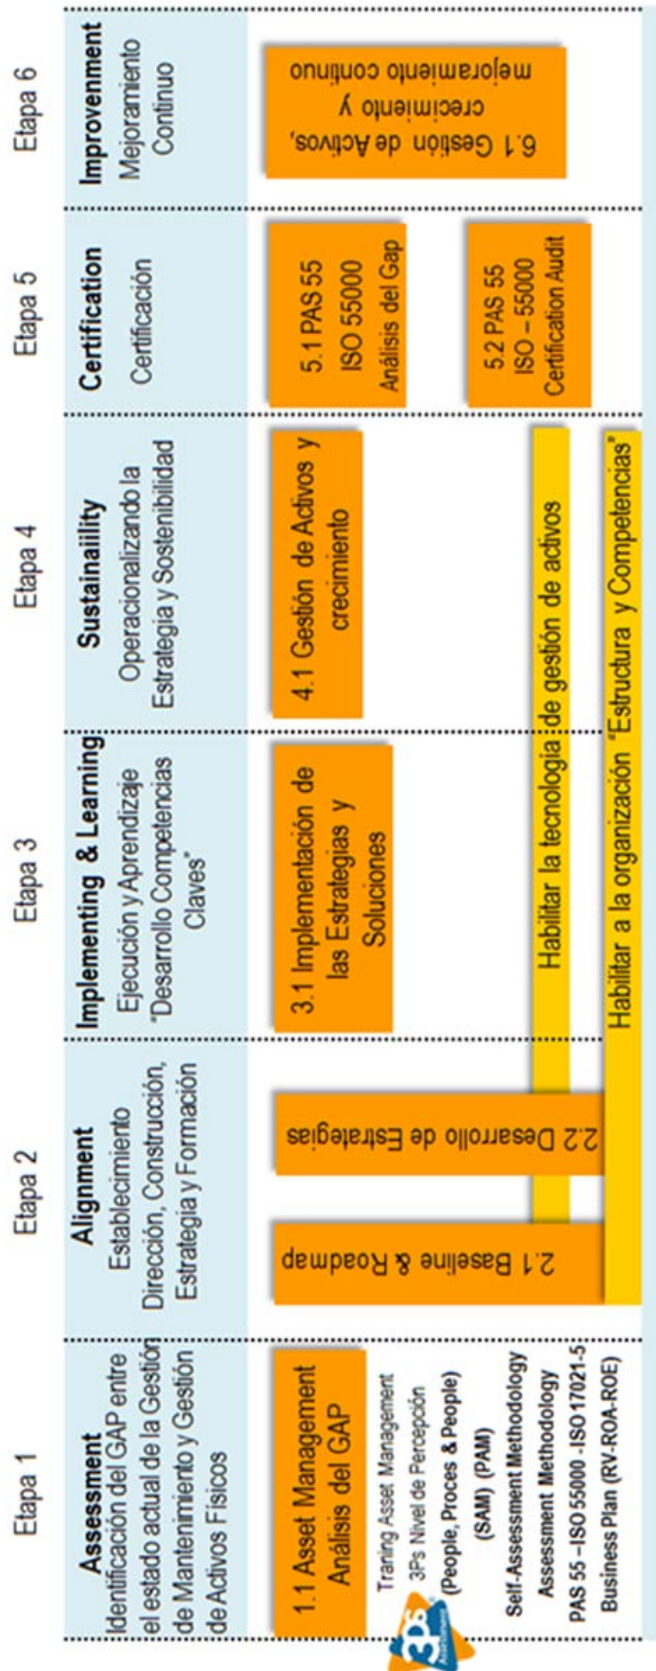 Etapa 1
Assessment
Identificación del GAP entre
el estado actual de la Gestión
de Mantenimiento y Gestión
de Activos Físicos
1.1 Asset Management
Análisis del GAP
Traning Asset Management
3Ps Nivel de Percepción
(People, Proces & People)
(SAM) (PAM)
Self-Assessment Methodology
Assessment Methodology
PAS 55 –ISO 55000 -ISO 17021-5
Business Plan (RV-ROA-ROE)
3Ps
Assessment
Etapa 2
Alignment
Establecimiento
Dirección, Construcción,
Estrategia y Formación
2.1 Baseline & Roadmap
2.2 Desarrollo de Estrategias
Etapa 3
Implementing & Learning
Ejecución y Aprendizaje
"Desarrollo Competencias
Claves"
3.1 Implementación de
las Estrategias y
Soluciones
Etapa 4
Sustainaiility
Operacionalizando la
Estrategia y Sostenibilidad
4.1 Gestión de Activos y
crecimiento
Habilitar la tecnologia de gestión de activos
Habilitar a la organización "Estructura y Competencias"
Etapa 5
Certification
Certificación
5.1 PAS 55
ISO 55000
Análisis del Gap
5.2 PAS 55
ISO – 55000
Certification Audit
Etapa 6
Improvenment
Mejoramiento
Continuo
6.1 Gestión de Activos,
crecimiento y
mejoramiento continuo